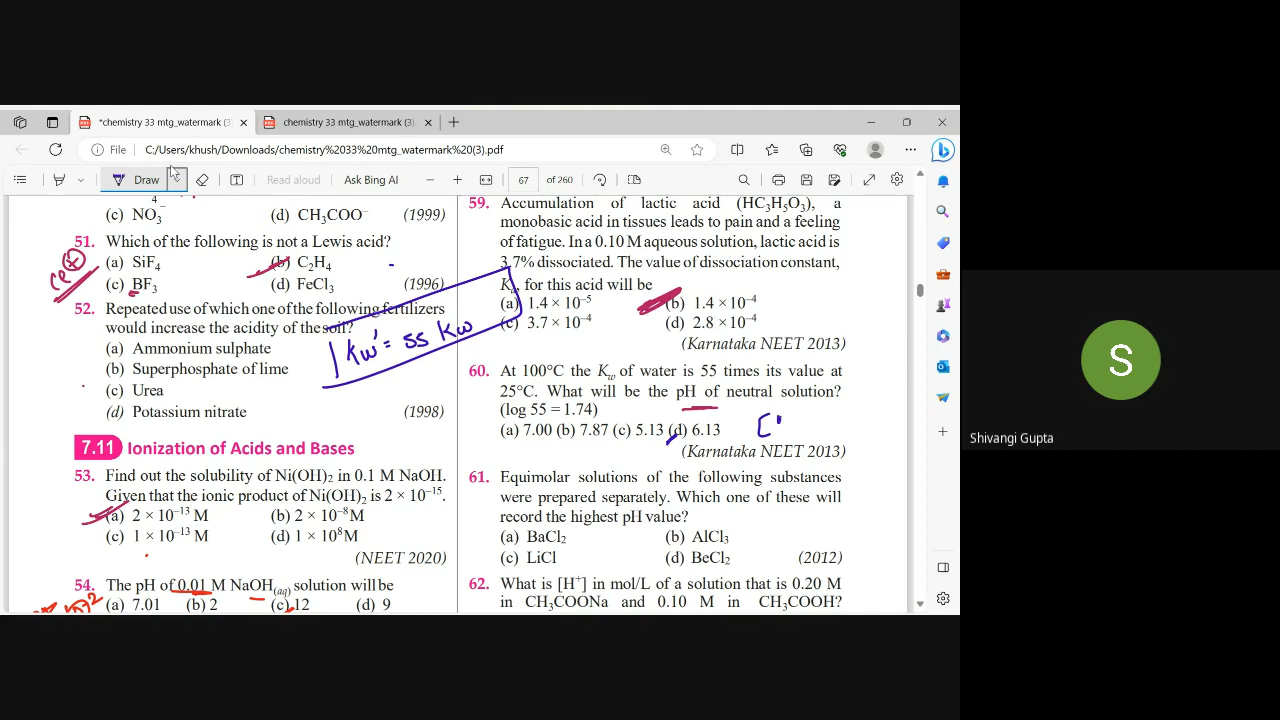 *chemistry 33 mtg_watermark (3)
chemistry 33 mtg_watermark (3).
File
C:/Users/khush/Downloads/chemistry%2033%20mtg_watermark%20(3).pdf
Draw
Read aloud
Ask Bing AI
67
of 260
4
(c) NO₃⁻ (d) CH₃COO⁻ (1999)
51. Which of the following is not a Lewis acid?
(a) SiF₄ (b) C₂H₄
(c) BF₃ (d) FeCl₃ (1996)
52. Repeated use of which one of the following fertilizers
would increase the acidity of the soil?
(a) Ammonium sulphate
(b) Superphosphate of lime
(c) Urea
(d) Potassium nitrate (1998)
Kw' = 55 Kw
7.11 Ionization of Acids and Bases
53. Find out the solubility of Ni(OH)₂ in 0.1 M NaOH.
Given that the ionic product of Ni(OH)₂ is 2 × 10⁻¹⁵.
(a) 2 × 10⁻¹³ M (b) 2 × 10⁻⁸ M
(c) 1 × 10⁻¹³ M (d) 1 × 10⁸ M
(NEET 2020)
54. The pH of 0.01 M NaOH(aq) solution will be
(a) 7.01 (b) 2 (c) 12 (d) 9
59. Accumulation of lactic acid (HC₃H₅O₃), a
monobasic acid in tissues leads to pain and a feeling
of fatigue. In a 0.10 M aqueous solution, lactic acid is
3.7% dissociated. The value of dissociation constant,
for this acid will be
(a) 1.4 × 10⁻⁵ (b) 1.4 × 10⁻⁴
(c) 3.7 × 10⁻⁴ (d) 2.8 × 10⁻⁴
(Karnataka NEET 2013)
60. At 100°C the Kw of water is 55 times its value at
25°C. What will be the pH of neutral solution?
(log 55 = 1.74)
(a) 7.00 (b) 7.87 (c) 5.13 (d) 6.13
[
(Karnataka NEET 2013)
61. Equimolar solutions of the following substances
were prepared separately. Which one of these will
record the highest pH value?
(a) BaCl₂ (b) AlCl₃
(c) LiCl (d) BeCl₂ (2012)
62. What is [H⁺] in mol/L of a solution that is 0.20 M
in CH₃COONa and 0.10 M in CH₃COOH?
S
Shivangi Gupta